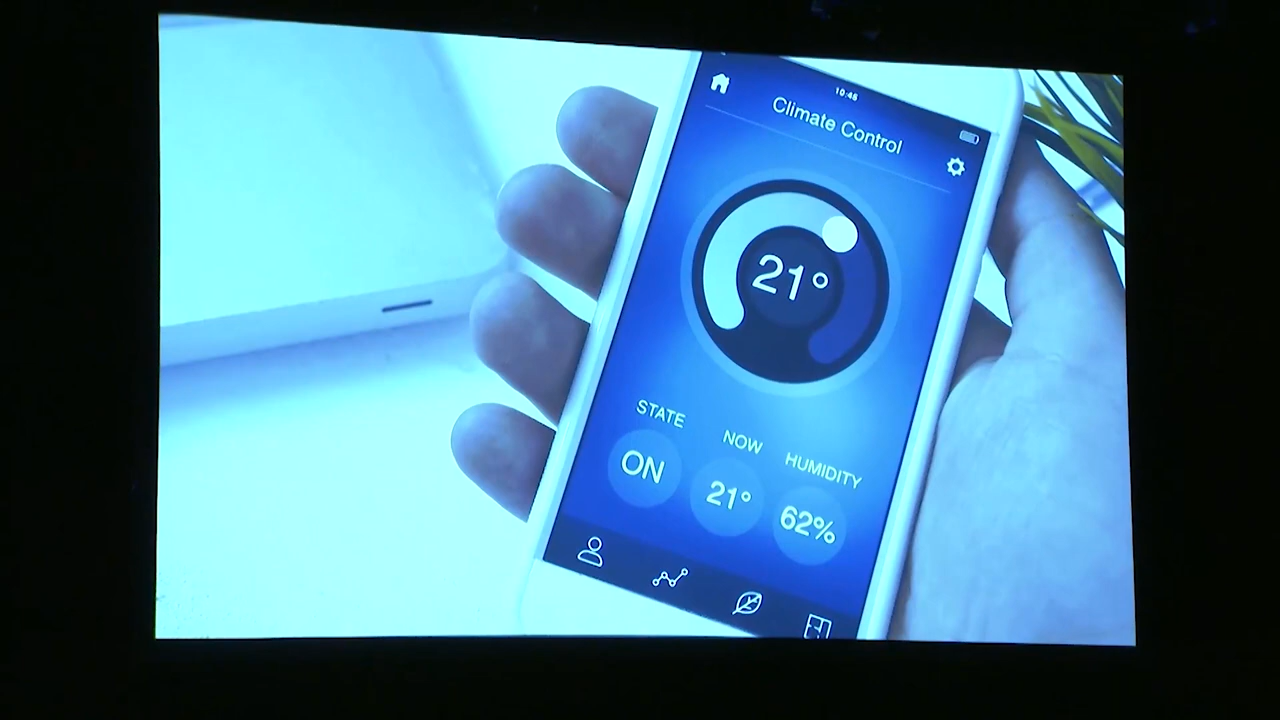 10:45
Climate Control
21°
STATE
NOW
HUMIDITY
ON
21°
62%